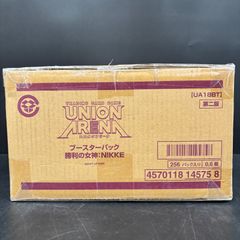 [UA18BT]
第二版
TRADING CARD GAME
UNION
ARENA
ブースターパック
勝利の女神:NIKKE
256 パック入り 0.6 ㎏
4570118 14575 8